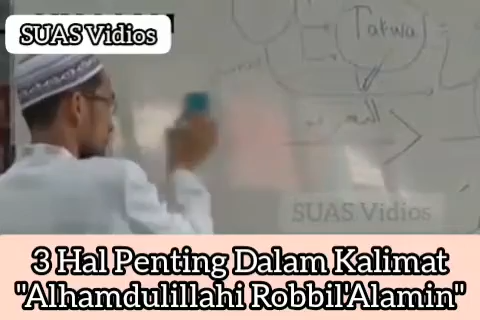 SUAS Vidios
Takwa
SUAS Vidios
3 Hal Penting Dalam Kalimat
"Alhamdulillahi Robbil'Alamin"